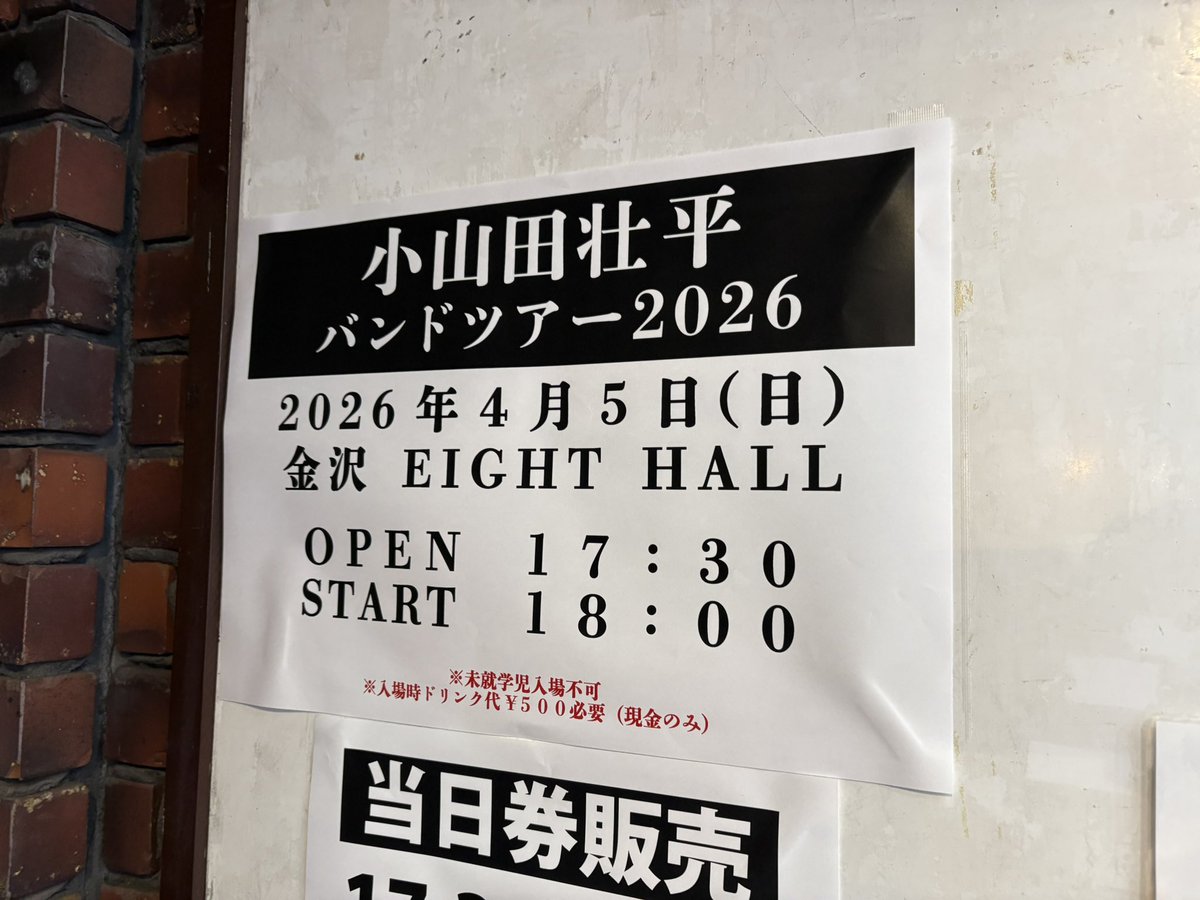 小山田壮平
バンドツアー2026
2026年4月5日(日)
金沢 EIGHT HALL
OPEN 17:30
START 18:00
※未就学児入場不可
※入場時ドリンク代¥500必要(現金のみ)
当日券販売